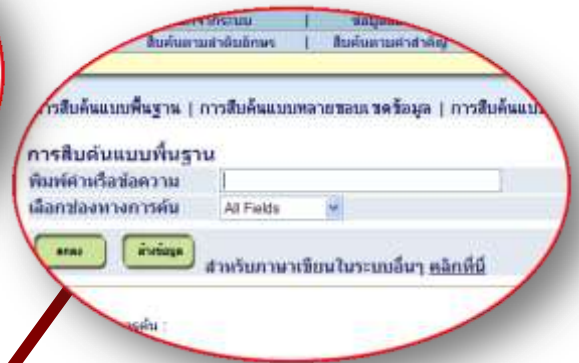 จากระบบ |
สืบค้นตามลำดับอักษร | สืบค้นตามคำสำคัญ
การสืบค้นแบบพื้นฐาน | การสืบค้นแบบหลายขอบเขตข้อมูล |
การสืบค้นแบบพื้นฐาน
พิมพ์คำหรือข้อความ
เลือกช่องทางการค้น All Fields
ตกลง ล้างข้อมูล สำหรับภาษาเขียนในระบบอื่นๆ คลิกที่นี่
การค้น :